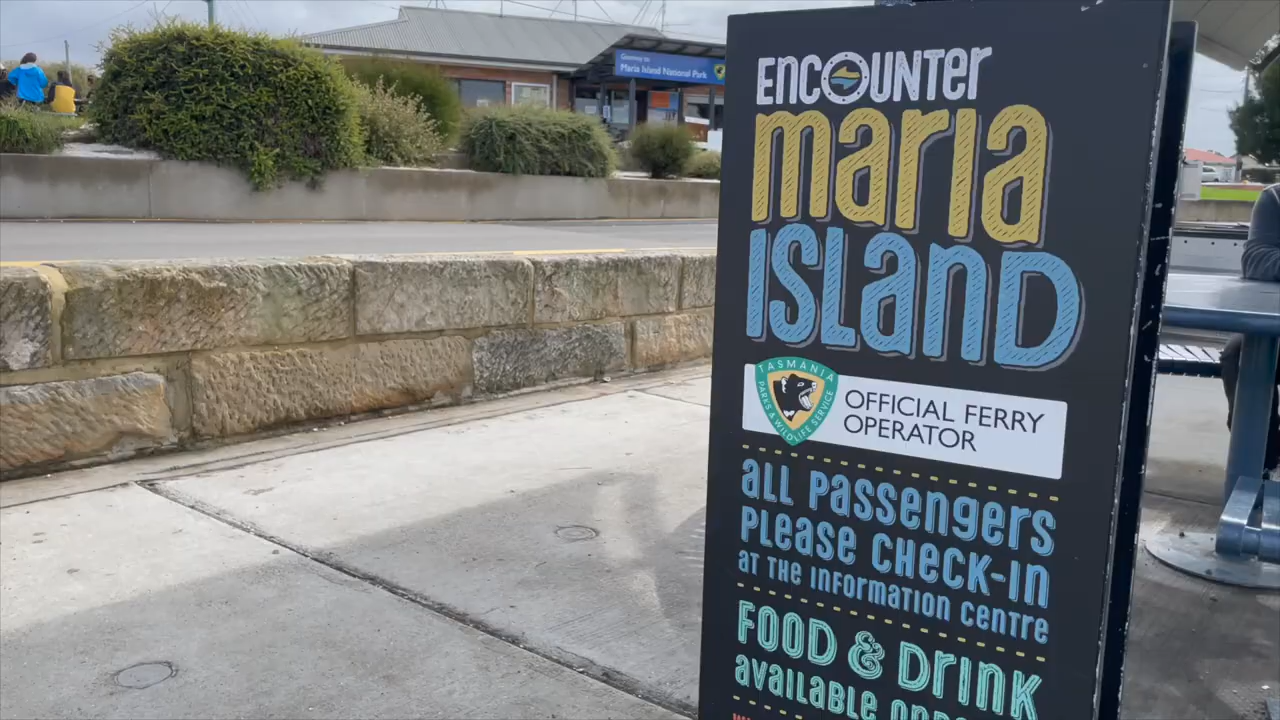 Gateway to
Maria Island National Park
ENCOUNTER
maria
ISLAND
TASMANIA
PARKS & WILDLIFE SERVICE
OFFICIAL FERRY
OPERATOR
ALL PASSENGERS
PLEASE CHECK-IN
AT THE INFORMATION CENTRE
FOOD & DRINK
AVAILABLE